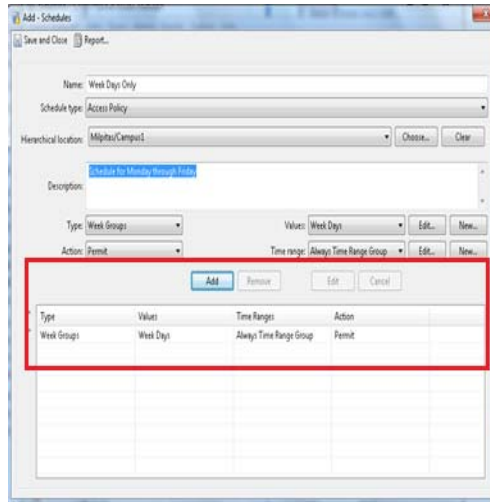 Add - Schedules
Save and Close Report...
Name: Week Days Only
Schedule type: Access Policy
Hierarchical location: Milpitas/Campus1 Choose... Clear
Description: Schedule for Monday through Friday
Type: Week Groups Values: Week Days Edit... New...
Action: Permit Time range: Always Time Range Group Edit... New...
Add Remove Edit Cancel
Type Values Time Ranges Action
Week Groups Week Days Always Time Range Group Permit